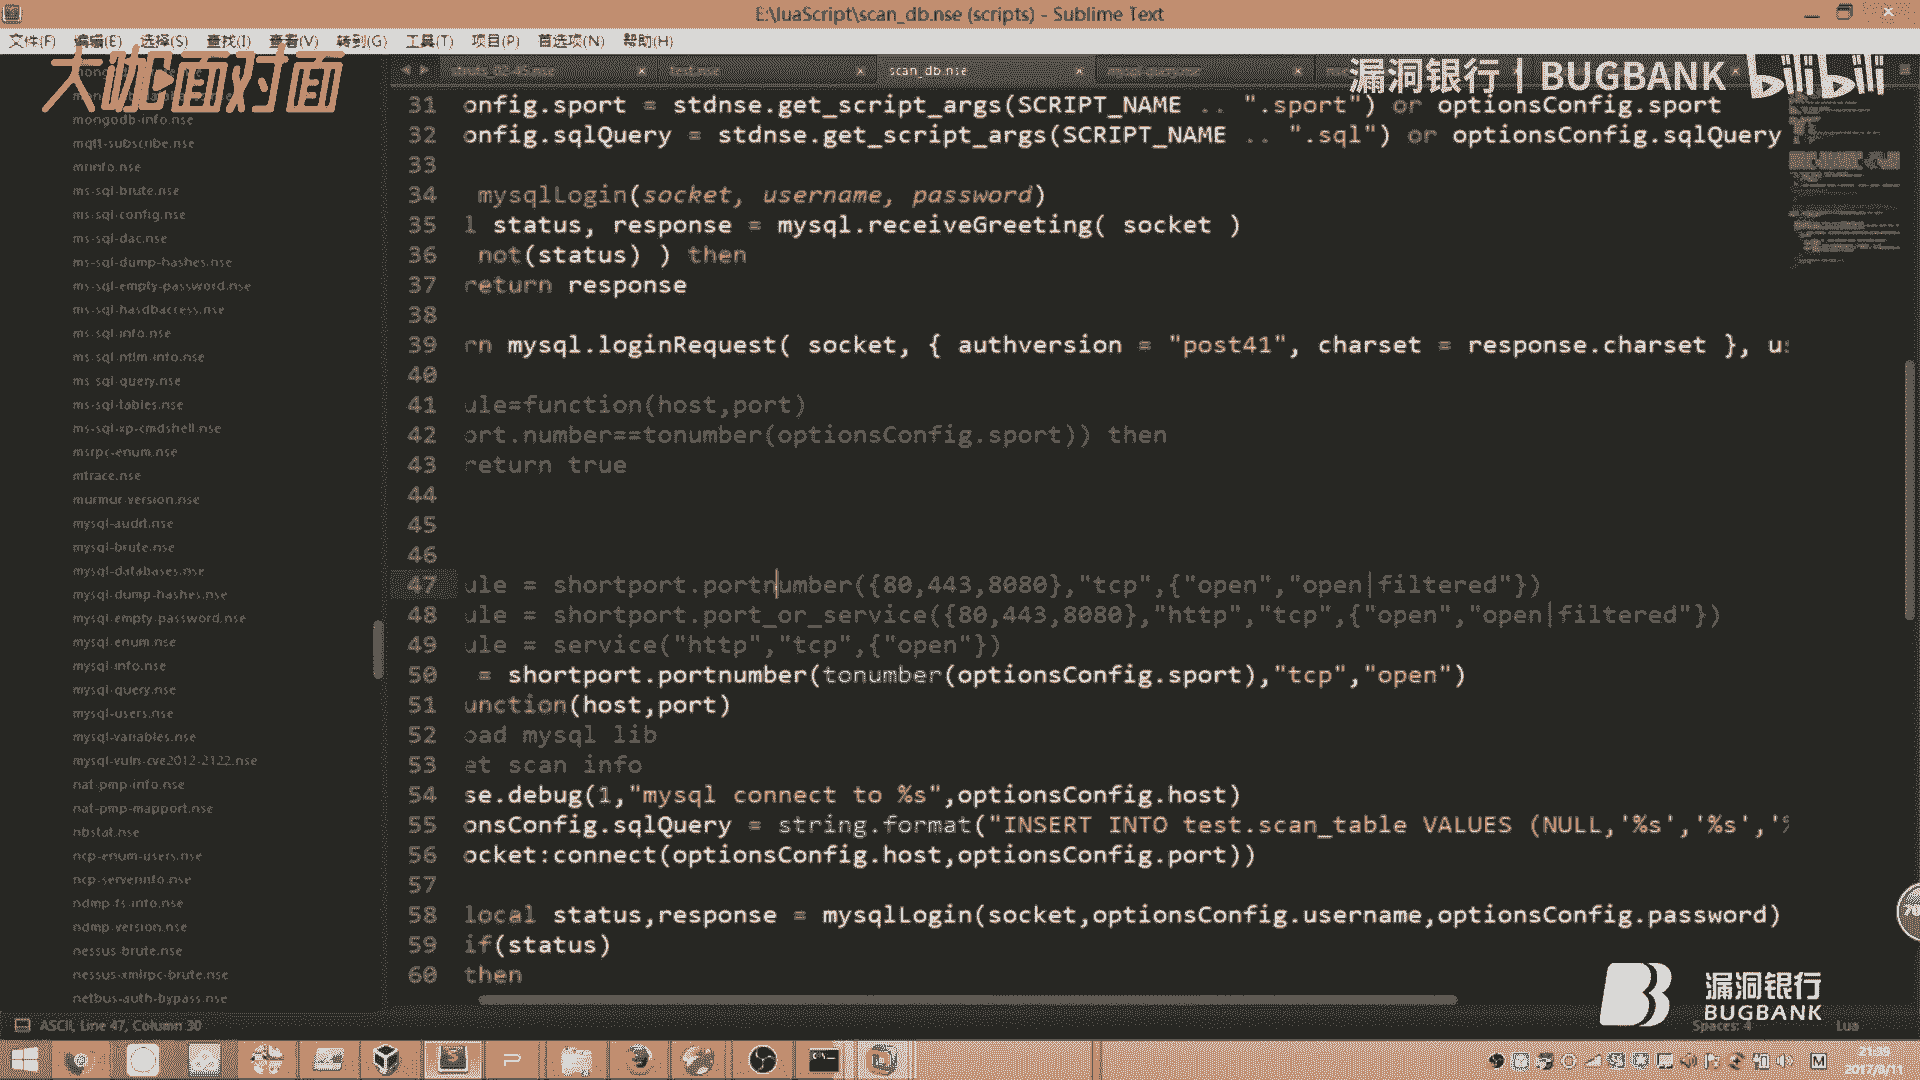 E:\luaScript\scan_db.nse (scripts) - Sublime Text
文件(F) 编辑(E) 选择(S) 查找(I) 查看(V) 转到(G) 工具(T) 项目(P) 首选项(N) 帮助(H)
大咖面对面
漏洞银行 | BUGBANK bilibili
test.nse scan_db.nse mysql-query.nse
mongodb-info.nse
mqtt-subscribe.nse
mrinfo.nse
ms-sql-brute.nse
ms-sql-config.nse
ms-sql-dac.nse
ms-sql-dump-hashes.nse
ms-sql-empty-password.nse
ms-sql-hasdbaccess.nse
ms-sql-info.nse
ms-sql-ntlm-info.nse
ms-sql-query.nse
ms-sql-tables.nse
ms-sql-xp-cmdshell.nse
msrpc-enum.nse
mtrace.nse
murmur-version.nse
mysql-audit.nse
mysql-brute.nse
mysql-databases.nse
mysql-dump-hashes.nse
mysql-empty-password.nse
mysql-enum.nse
mysql-info.nse
mysql-query.nse
mysql-users.nse
mysql-variables.nse
mysql-vuln-cve2012-2122.nse
nat-pmp-info.nse
nat-pmp-mapport.nse
nbstat.nse
ncp-enum-users.nse
ncp-serverinfo.nse
ndmp-fs-info.nse
ndmp-version.nse
nessus-brute.nse
nessus-xmlrpc-brute.nse
netbus-auth-bypass.nse
31 onfig.sport = stdnse.get_script_args(SCRIPT_NAME .. ".sport") or optionsConfig.sport
32 onfig.sqlQuery = stdnse.get_script_args(SCRIPT_NAME .. ".sql") or optionsConfig.sqlQuery
33
34 mysqlLogin(socket, username, password)
35 l status, response = mysql.receiveGreeting( socket )
36 not(status) ) then
37 return response
38
39 rn mysql.loginRequest( socket, { authversion = "post41", charset = response.charset }, us
40
41 ule=function(host,port)
42 ort.number==tonumber(optionsConfig.sport)) then
43 return true
44
45
46
47 ule = shortport.portnumber({80,443,8080},"tcp",{"open","open|filtered"})
48 ule = shortport.port_or_service({80,443,8080},"http","tcp",{"open","open|filtered"})
49 ule = service("http","tcp",{"open"})
50 = shortport.portnumber(tonumber(optionsConfig.sport),"tcp","open")
51 unction(host,port)
52 oad mysql lib
53 et scan info
54 se.debug(1,"mysql connect to %s",optionsConfig.host)
55 onsConfig.sqlQuery = string.format("INSERT INTO test.scan_table VALUES (NULL,'%s','%s','%
56 ocket:connect(optionsConfig.host,optionsConfig.port))
57
58 local status,response = mysqlLogin(socket,optionsConfig.username,optionsConfig.password)
59 if(status)
60 then
漏洞银行
BUGBANK
ASCII, Line 47, Column 30
Spaces: 4 Lua
21:39
2017/8/11